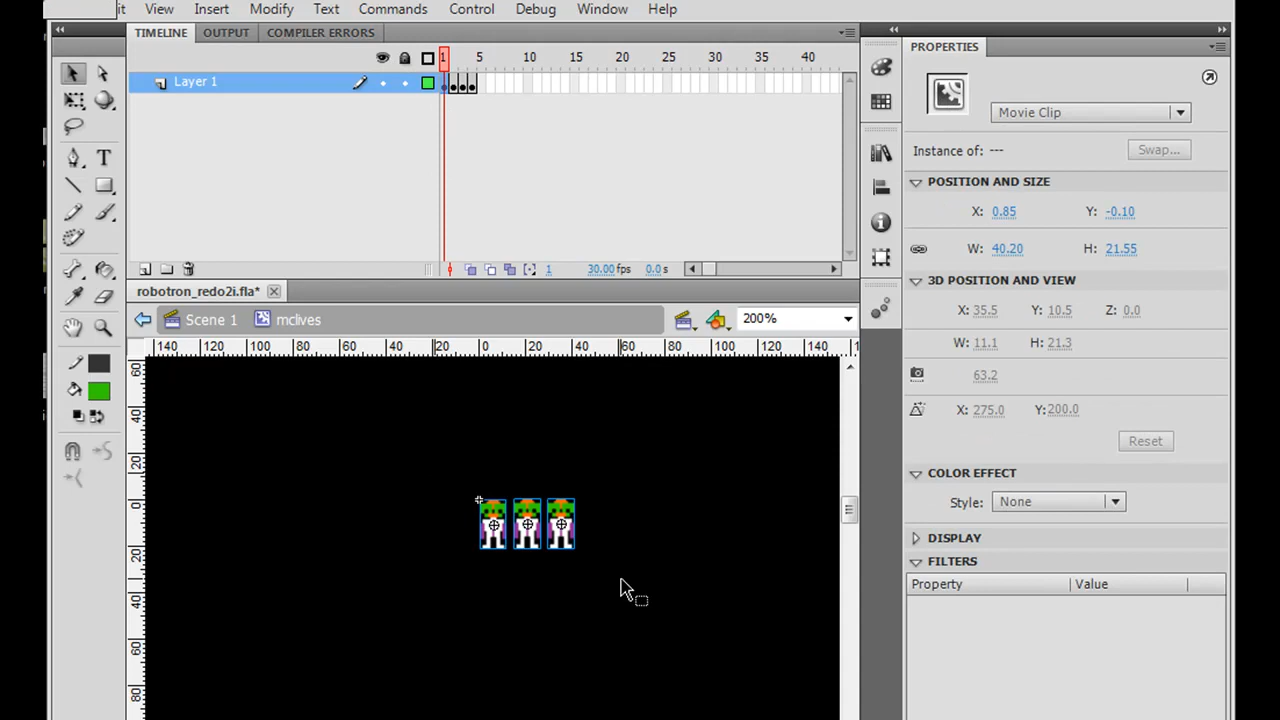 it View Insert Modify Text Commands Control Debug Window Help
TIMELINE OUTPUT COMPILER ERRORS
PROPERTIES
1 5 10 15 20 25 30 35 40
Layer 1
Movie Clip
Instance of: --- Swap...
POSITION AND SIZE
X: 0.85 Y: -0.10
W: 40.20 H: 21.55
1 30.00 fps 0.0 s
3D POSITION AND VIEW
robotron_redo2i.fla*
X: 35.5 Y: 10.5 Z: 0.0
Scene 1 mclives 200%
W: 11.1 H: 21.3
140 120 100 80 60 40 20 0 20 40 60 80 100 120 140 1
63.2
X: 275.0 Y: 200.0
Reset
COLOR EFFECT
Style: None
DISPLAY
FILTERS
Property Value
60
40
20
0
20
40
60
80
T